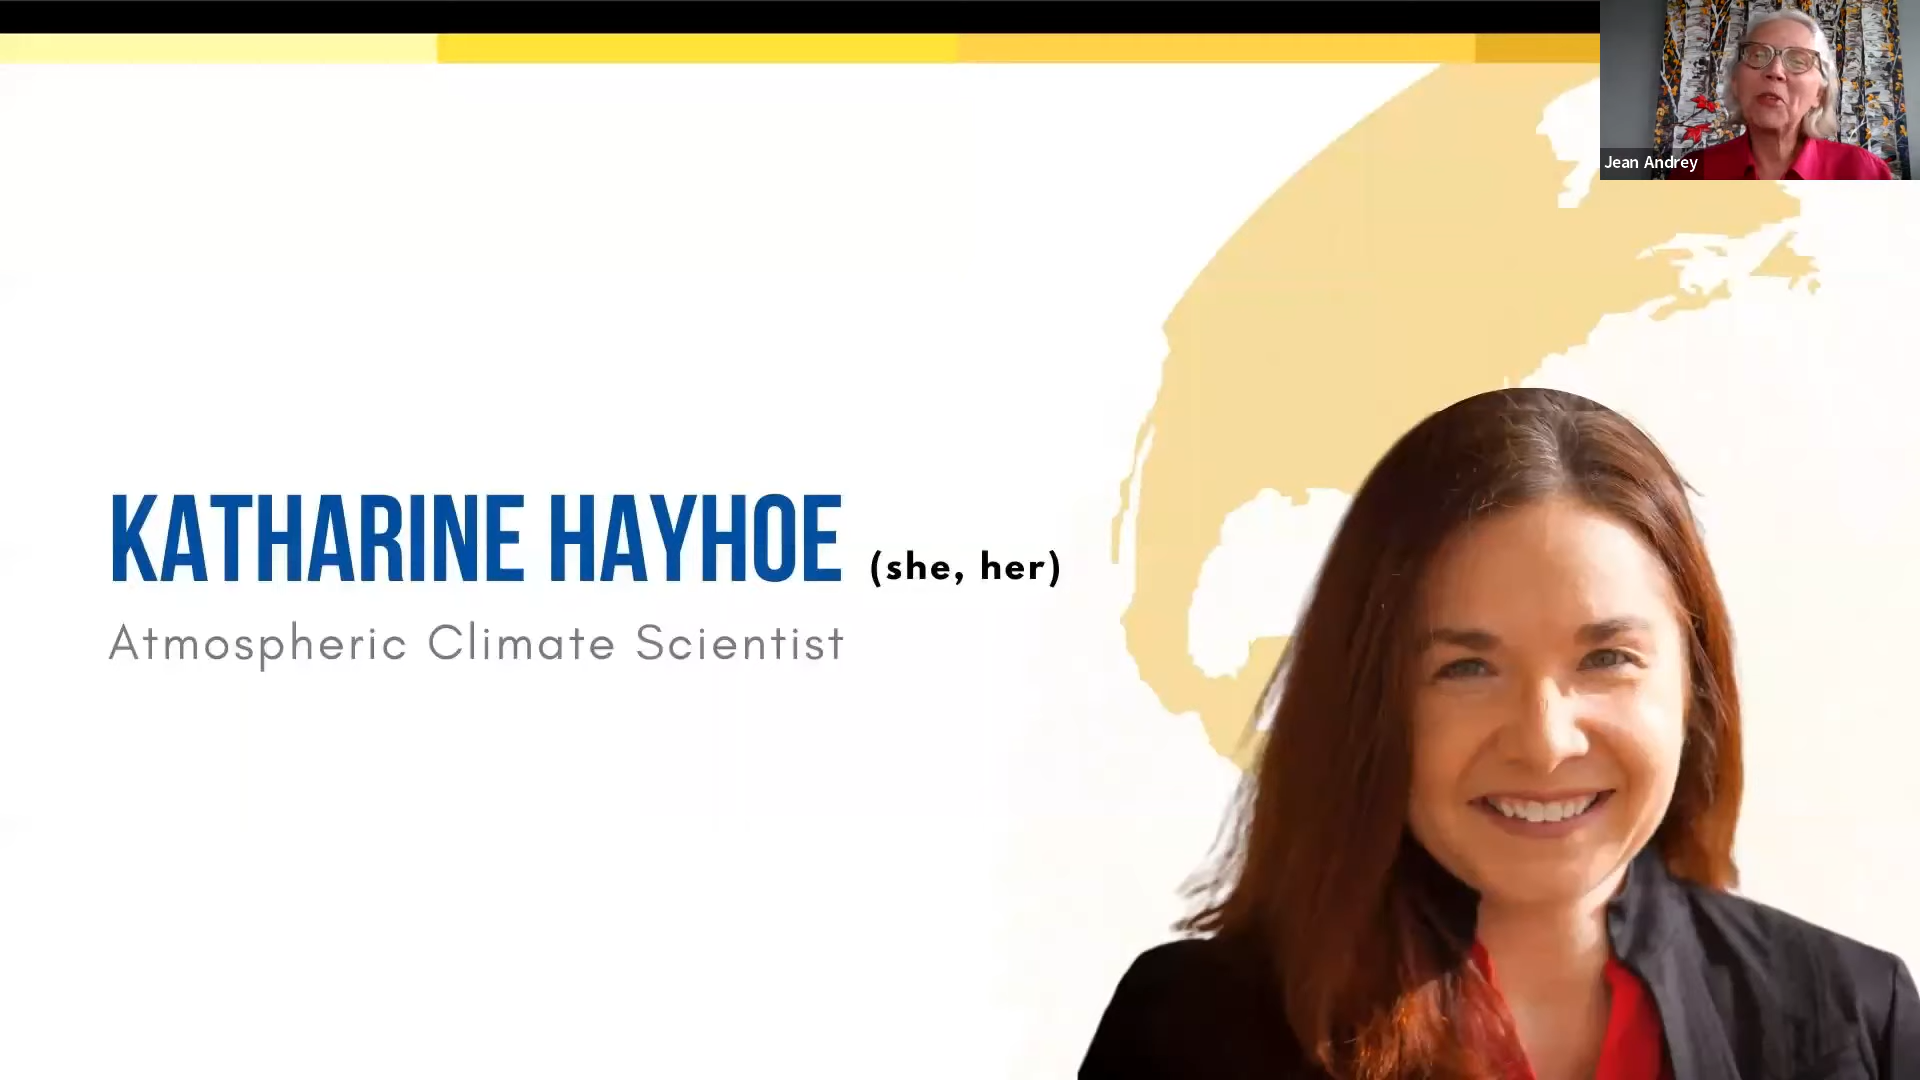 Jean Andrey
KATHARINE HAYHOE (she, her)
Atmospheric Climate Scientist